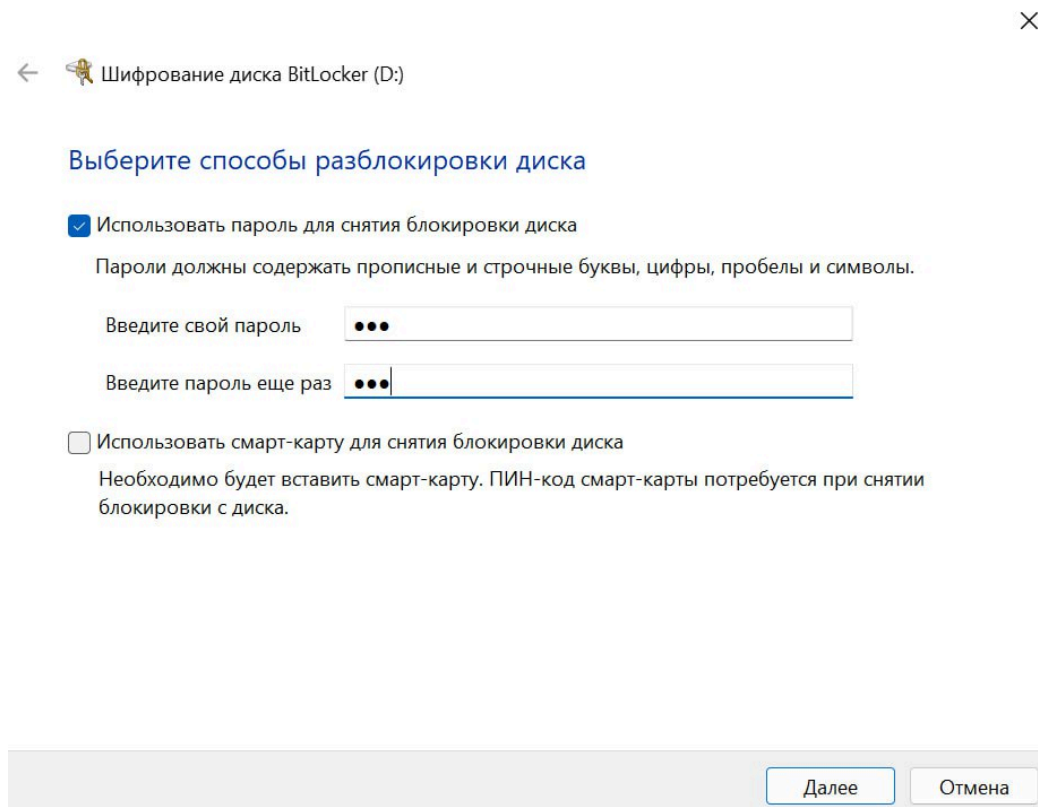 Шифрование диска BitLocker (D:)
Выберите способы разблокировки диска
Использовать пароль для снятия блокировки диска
Пароли должны содержать прописные и строчные буквы, цифры, пробелы и символы.
Введите свой пароль
Введите пароль еще раз
Использовать смарт-карту для снятия блокировки диска
Необходимо будет вставить смарт-карту. ПИН-код смарт-карты потребуется при снятии
блокировки с диска.
Далее Отмена